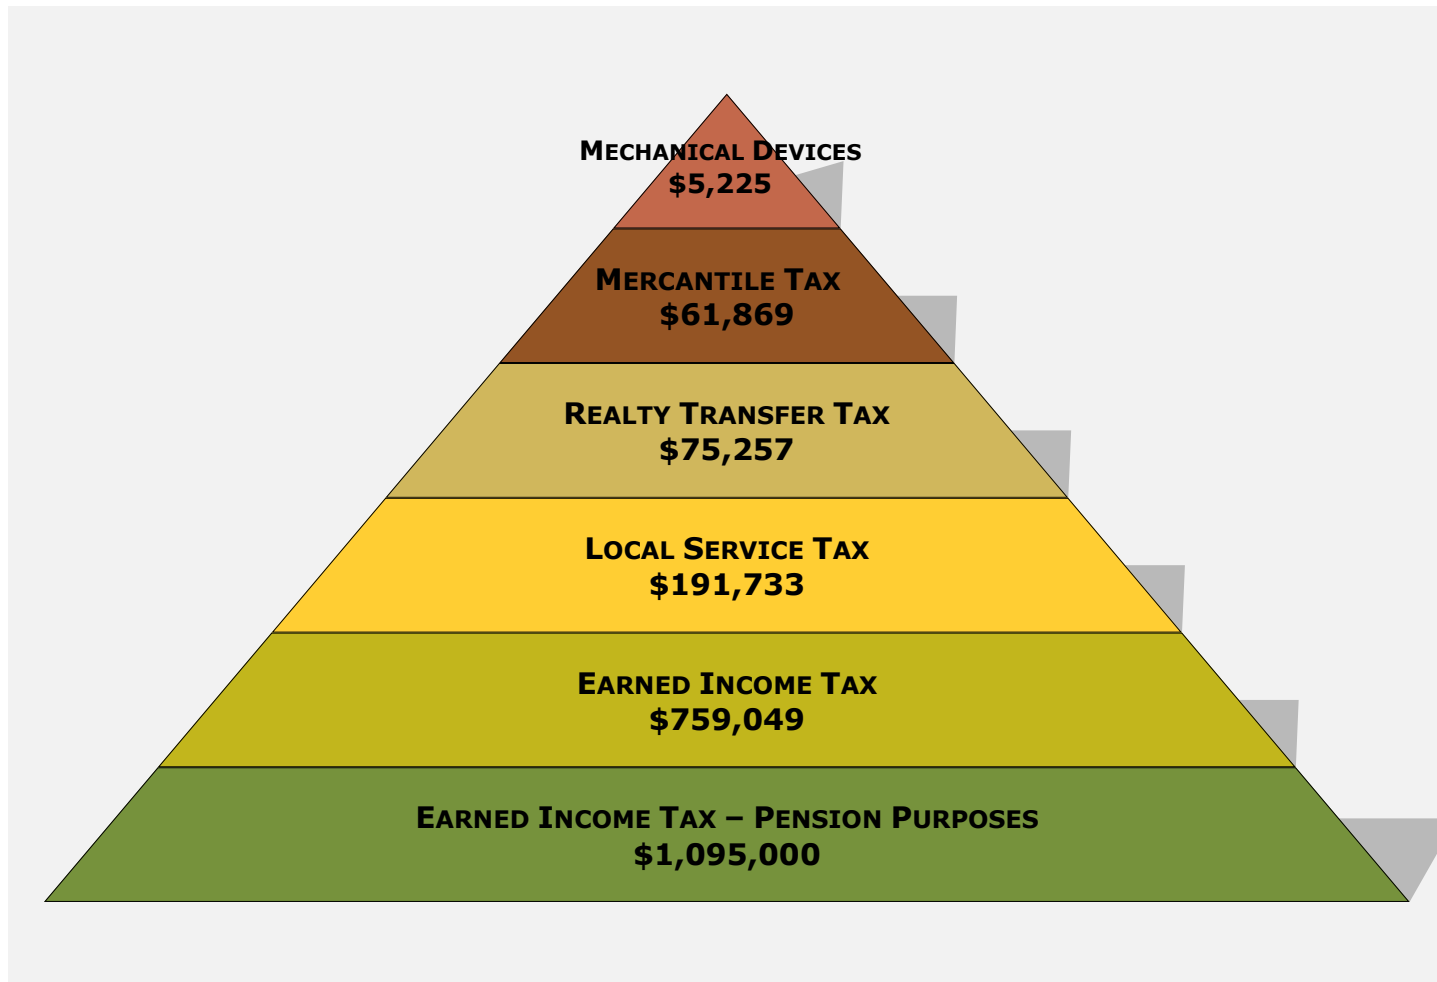 Mechanical Devices
$5,225
Mercantile Tax
$61,869
Realty Transfer Tax
$75,257
Local Service Tax
$191,733
Earned Income Tax
$759,049
Earned Income Tax – Pension Purposes
$1,095,000